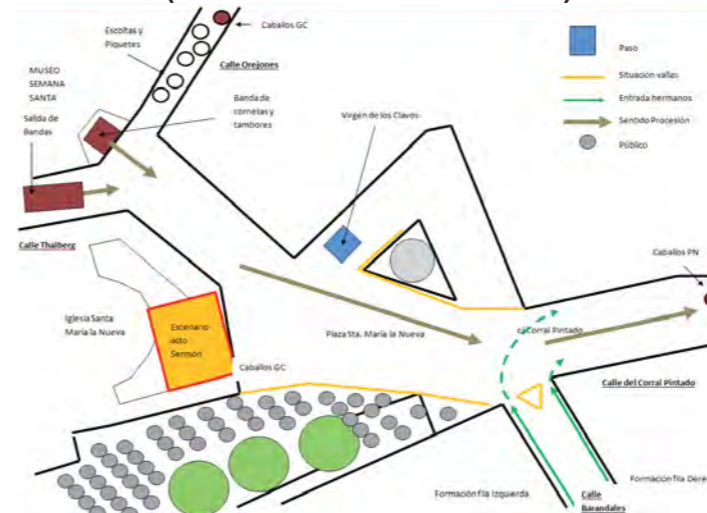 Escoltas y
Piquetes
Caballos GC
Calle Orejones
MUSEO
SEMANA
SANTA
Salida de
Bandas
Banda de
cornetas y
tambores
Virgen de los Clavos
Paso
Situación vallas
Entrada hermanos
Sentido Procesión
Público
Calle Thalberg
Iglesia Santa
María la Nueva
Escenario
acto
Sermón
Plaza Sta. María la Nueva
Caballos PN
c/ Corral Pintado
Caballos GC
Calle del Corral Pintado
Formación fila Izquierda
Calle
Barandales
Formación fila Dere